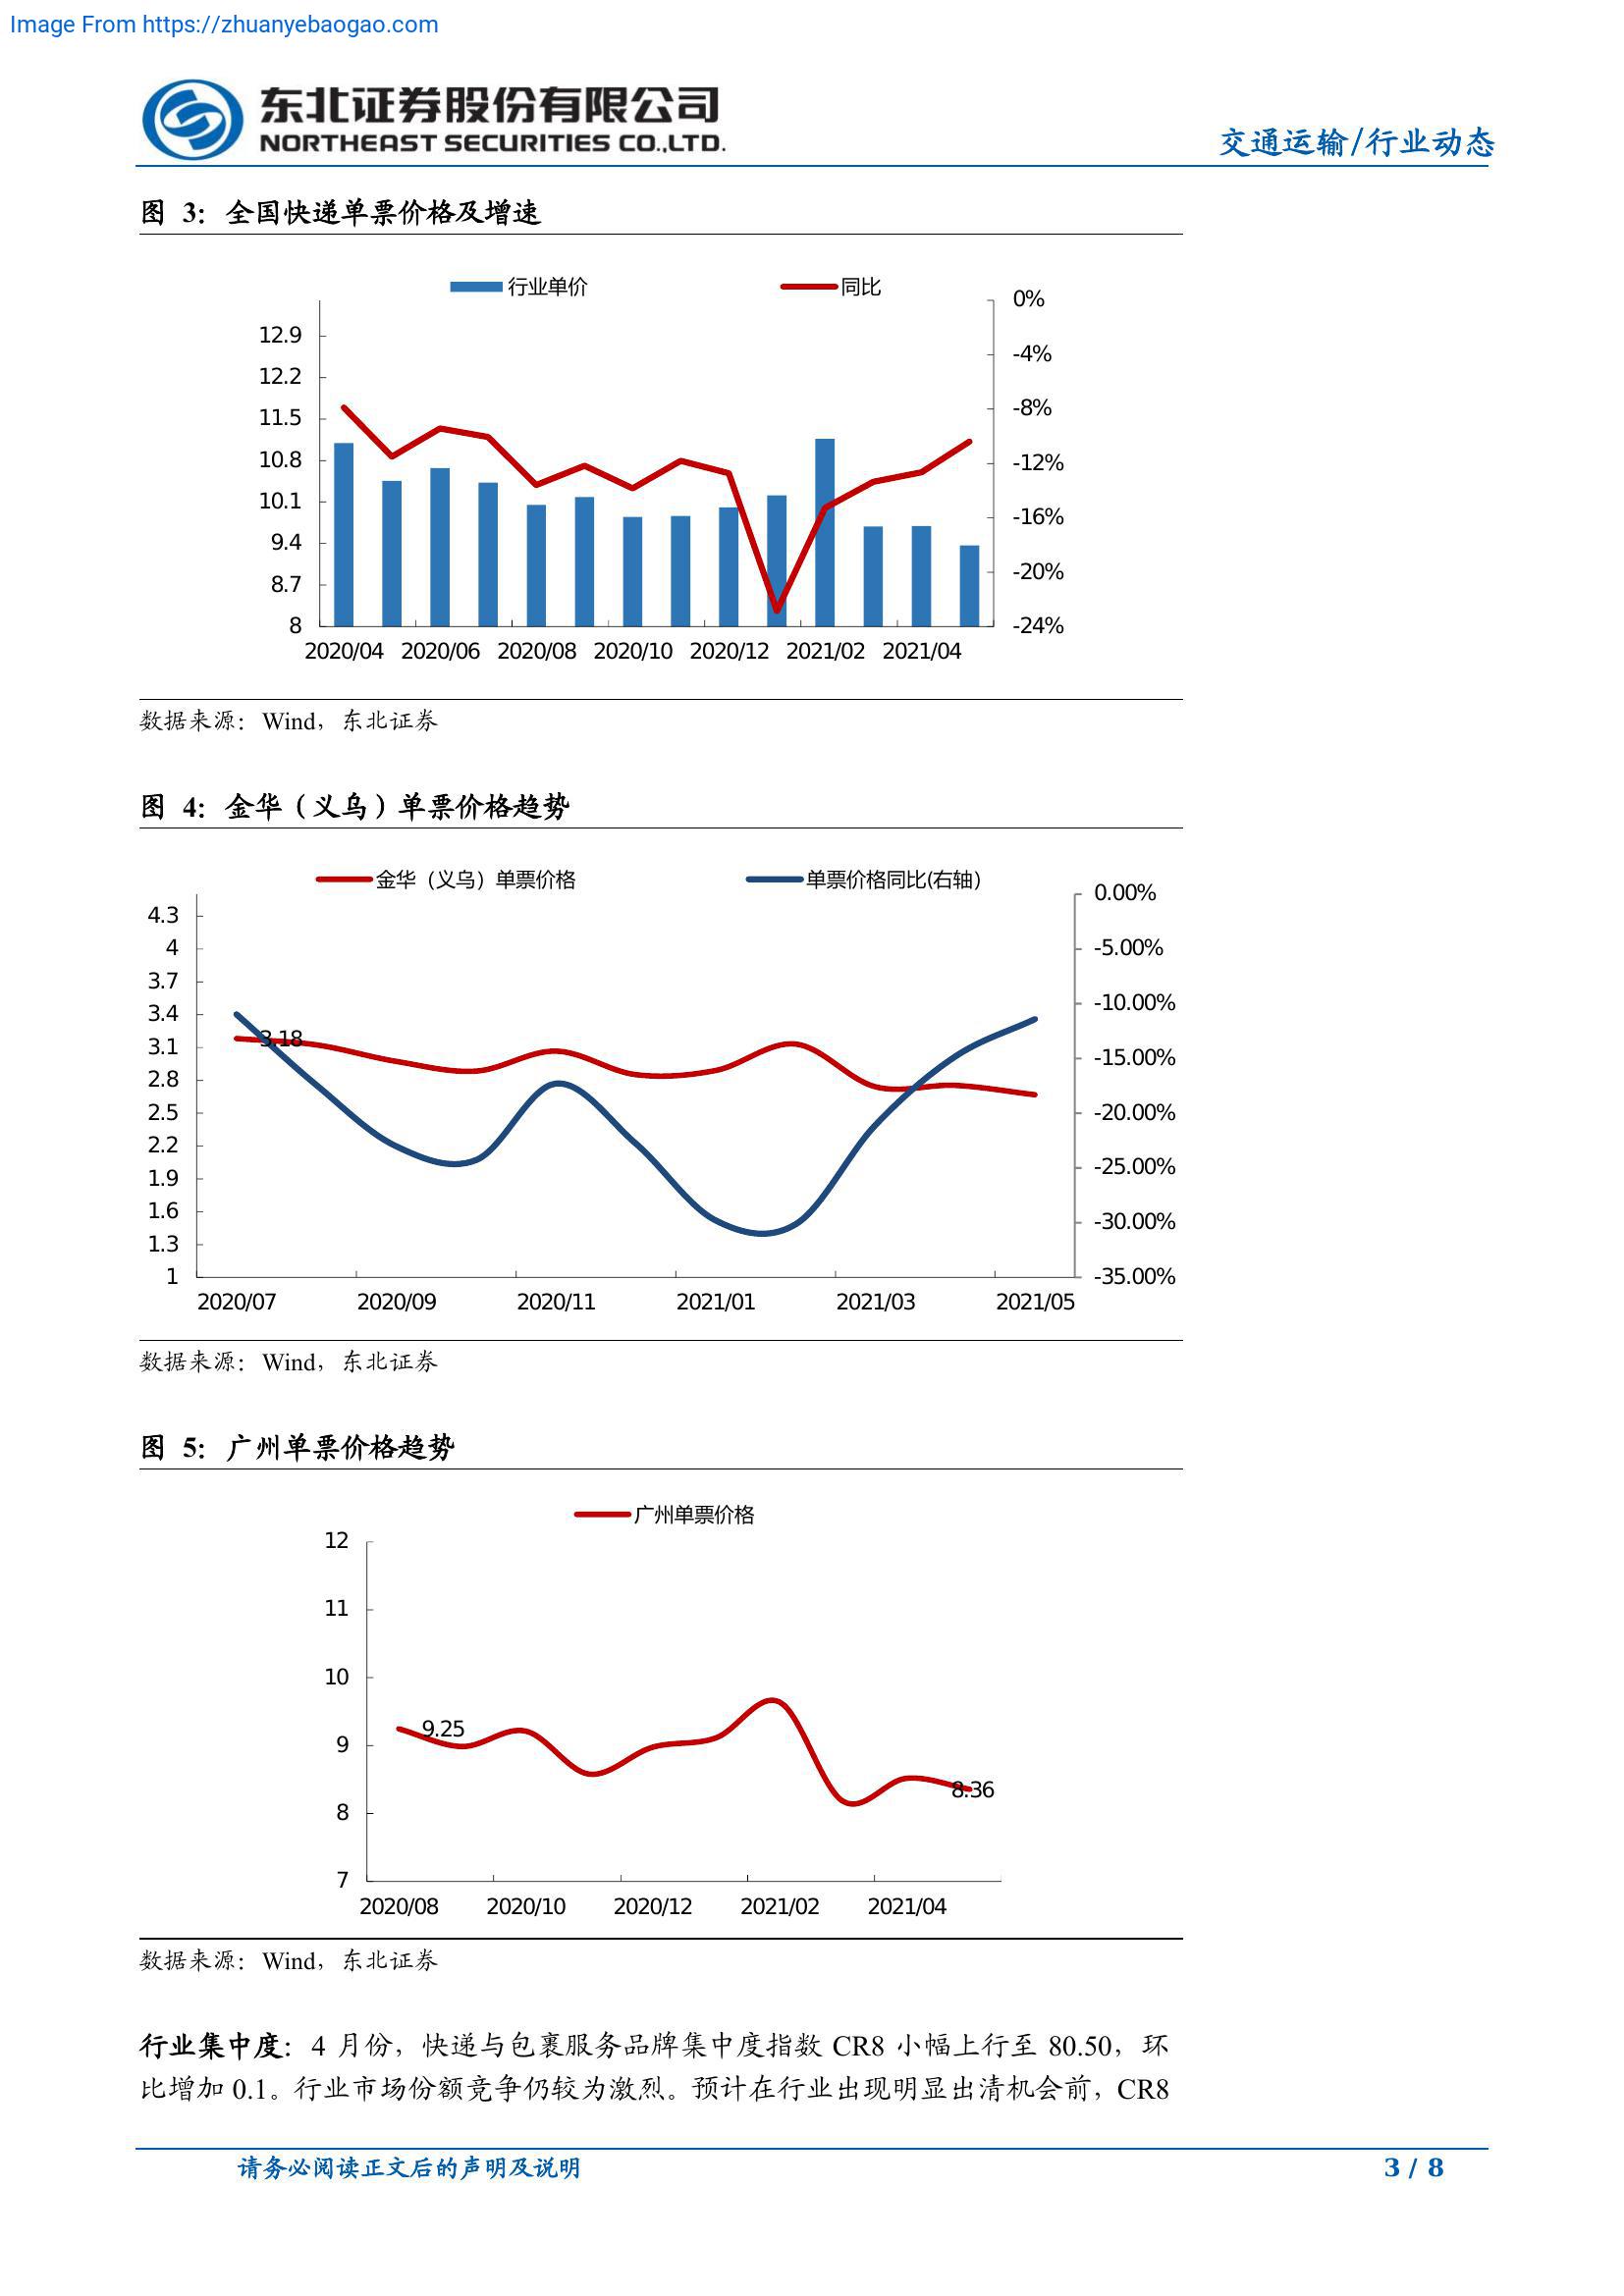 Image From https://zhuanyebaogao.com
东北证券股份有限公司
NORTHEAST SECURITIES CO.,LTD.
交通运输/行业动态
图 3：全国快递单票价格及增速
行业单价 同比
12.9
12.2
11.5
10.8
10.1
9.4
8.7
8
0%
-4%
-8%
-12%
-16%
-20%
-24%
2020/04 2020/06 2020/08 2020/10 2020/12 2021/02 2021/04
数据来源：Wind，东北证券
图 4：金华（义乌）单票价格趋势
金华（义乌）单票价格 单票价格同比(右轴）
4.3
4
3.7
3.4
3.1
2.8
2.5
2.2
1.9
1.6
1.3
1
3.18
0.00%
-5.00%
-10.00%
-15.00%
-20.00%
-25.00%
-30.00%
-35.00%
2020/07 2020/09 2020/11 2021/01 2021/03 2021/05
数据来源：Wind，东北证券
图 5：广州单票价格趋势
广州单票价格
12
11
10
9
8
7
9.25
8.36
2020/08 2020/10 2020/12 2021/02 2021/04
数据来源：Wind，东北证券
行业集中度：4 月份，快递与包裹服务品牌集中度指数 CR8 小幅上行至 80.50，环
比增加 0.1。行业市场份额竞争仍较为激烈。预计在行业出现明显出清机会前，CR8
请务必阅读正文后的声明及说明
3 / 8